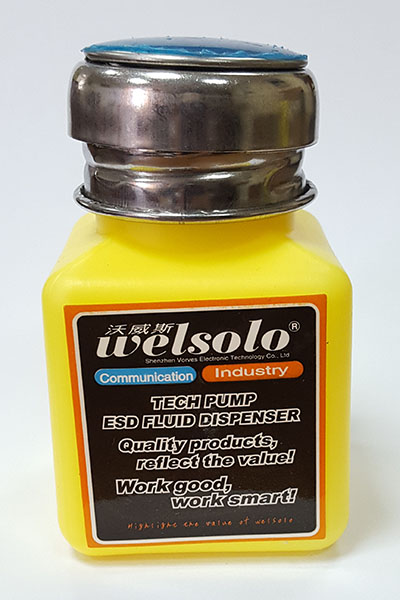 沃威斯
welsolo®
Shenzhen Vorves Electronic Technology Co., Ltd
Communication Industry
TECH PUMP
ESD FLUID DISPENSER
Quality products,
reflect the value!
Work good,
work smart!
Highlight the value of welsolo